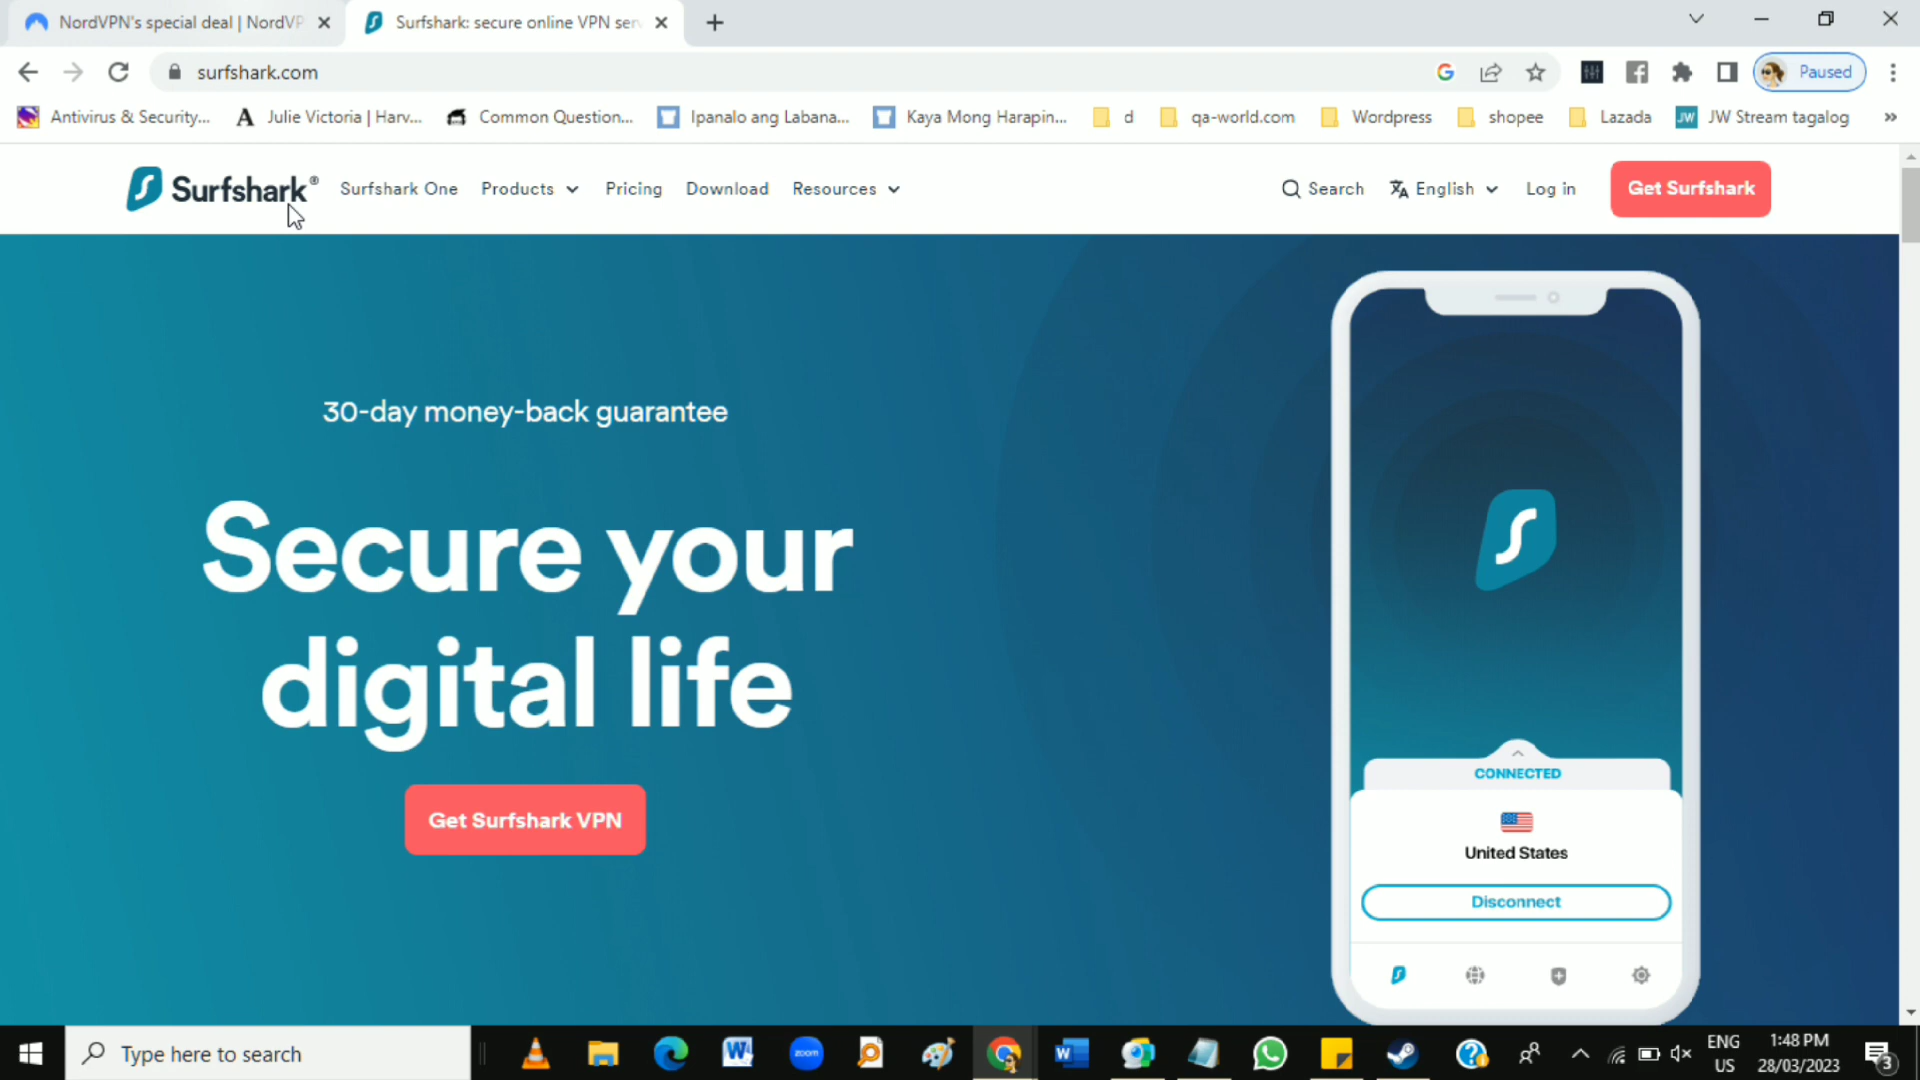 NordVPN's special deal | NordVP
Surfshark: secure online VPN ser
surfshark.com
Paused
Antivirus & Security...
Julie Victoria | Harv...
Common Question...
Ipanalo ang Labana...
Kaya Mong Harapin...
d
qa-world.com
Wordpress
shopee
Lazada
JW Stream tagalog
»
Surfshark®
Surfshark One
Products
Pricing
Download
Resources
Search
English
Log in
Get Surfshark
30-day money-back guarantee
Secure your
digital life
Get Surfshark VPN
CONNECTED
United States
Disconnect
Type here to search
zoom
ENG
US
1:48 PM
28/03/2023
3